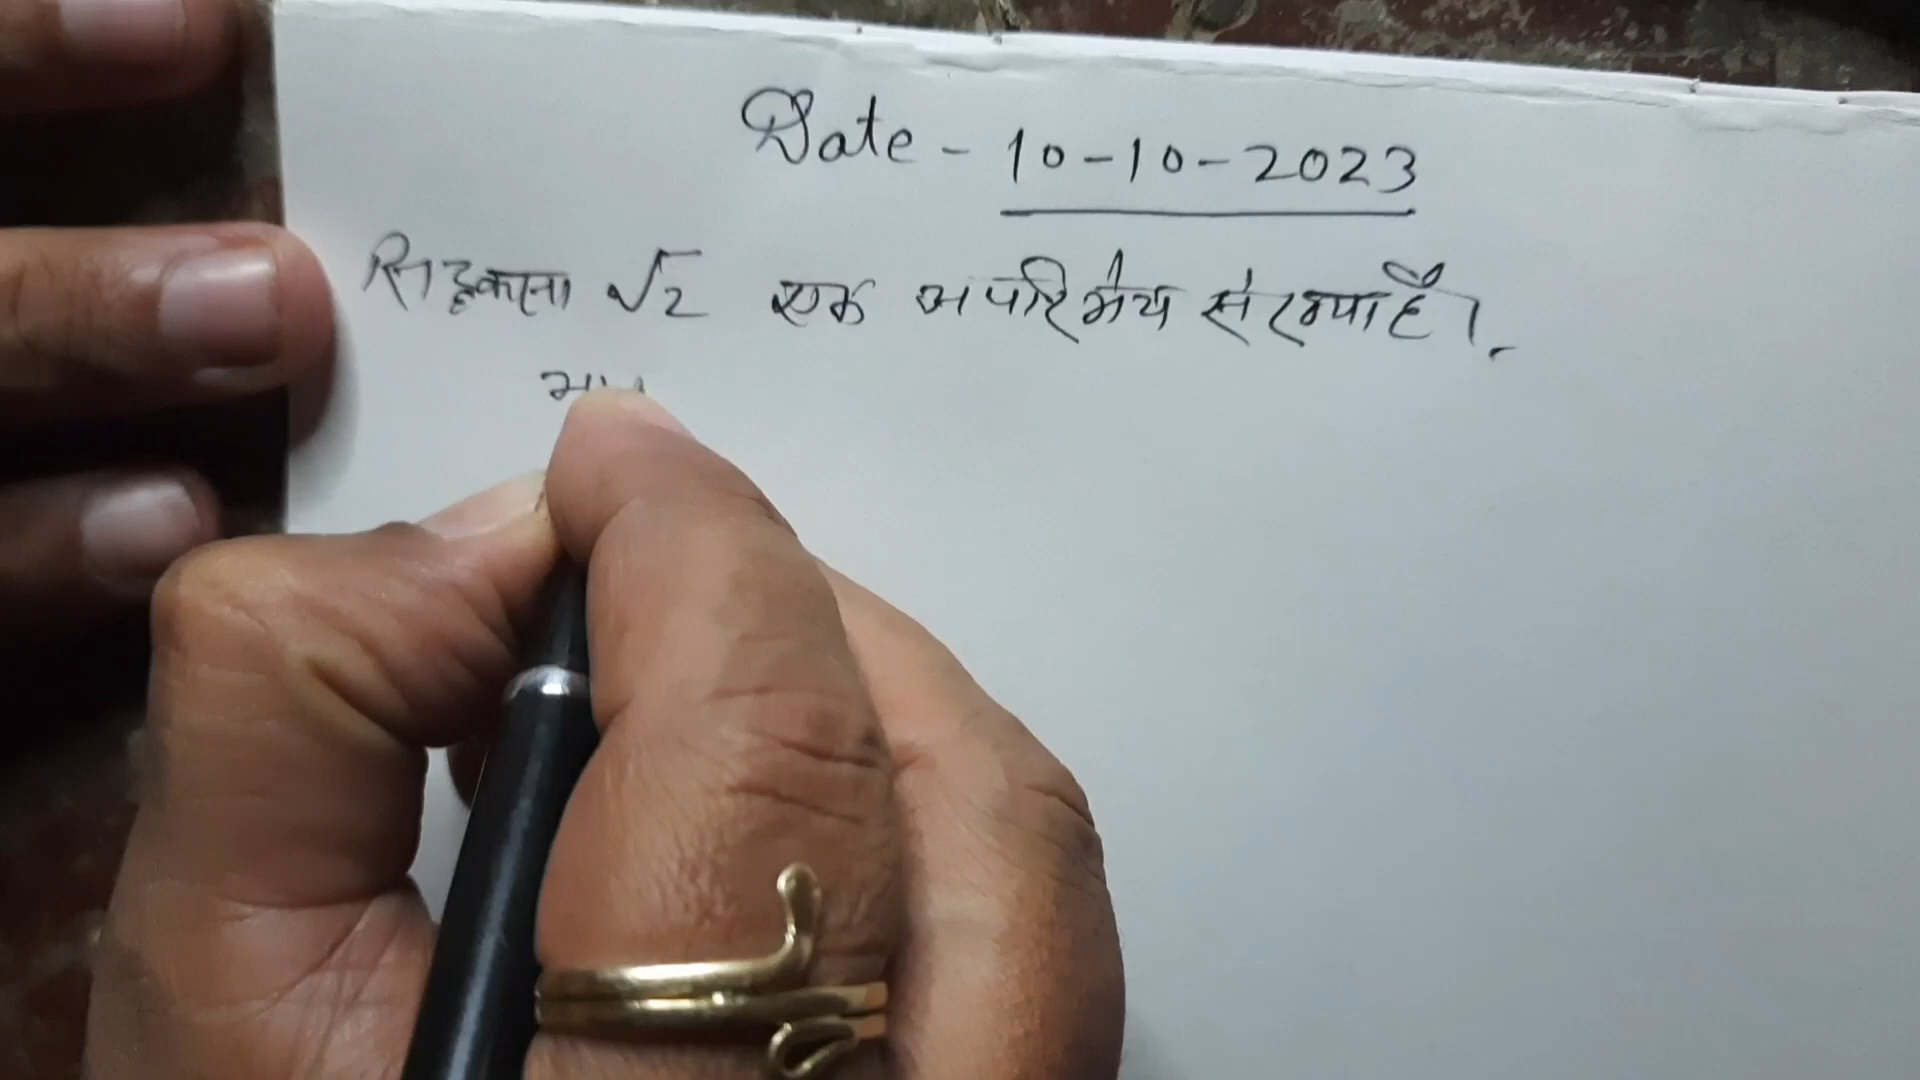 Date - 10-10-2023
सिद्ध करना √2 एक अपरिमेय संख्या है।.